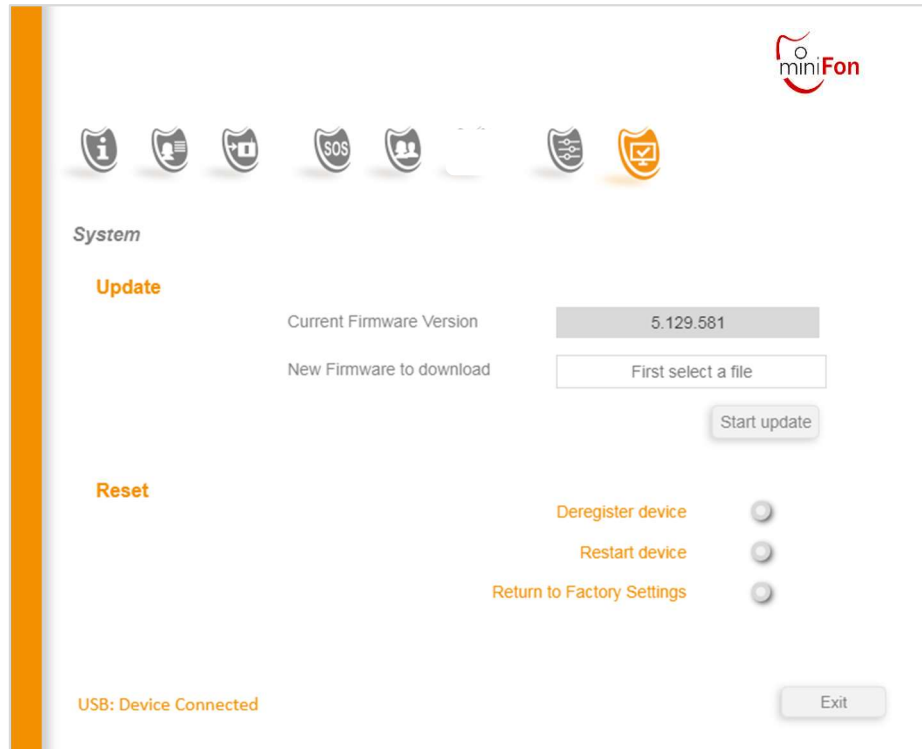 miniFon
i
SOS
System
Update
Current Firmware Version 5.129.581
New Firmware to download First select a file
Start update
Reset
Deregister device
Restart device
Return to Factory Settings
USB: Device Connected Exit